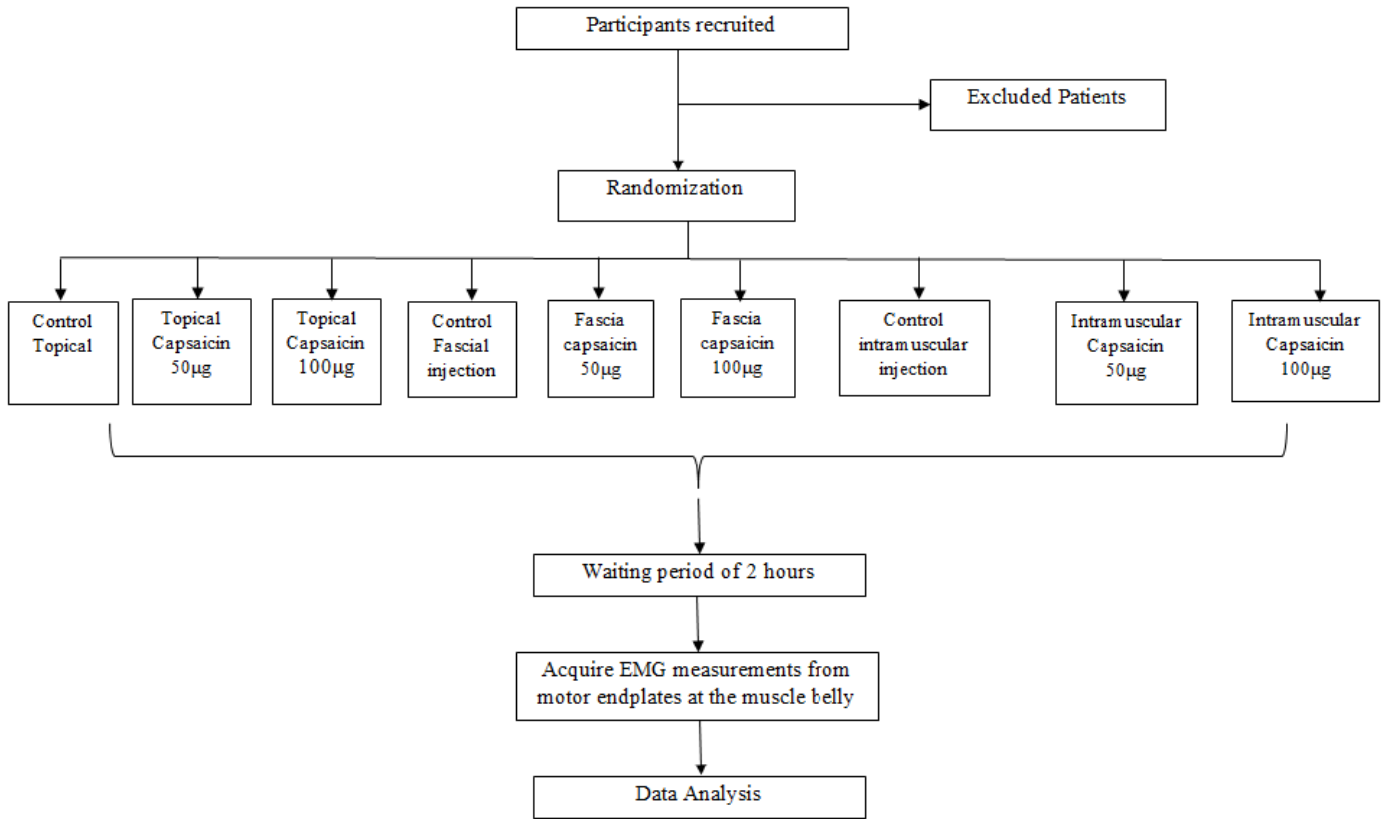 Participants recruited
Excluded Patients
Randomization
Control
Topical
Topical
Capsaicin
50µg
Topical
Capsaicin
100µg
Control
Fascial
injection
Fascia
capsaicin
50µg
Fascia
capsaicin
100µg
Control
intramuscular
injection
Intramuscular
Capsaicin
50µg
Intramuscular
Capsaicin
100µg
Waiting period of 2 hours
Acquire EMG measurements from
motor endplates at the muscle belly
Data Analysis